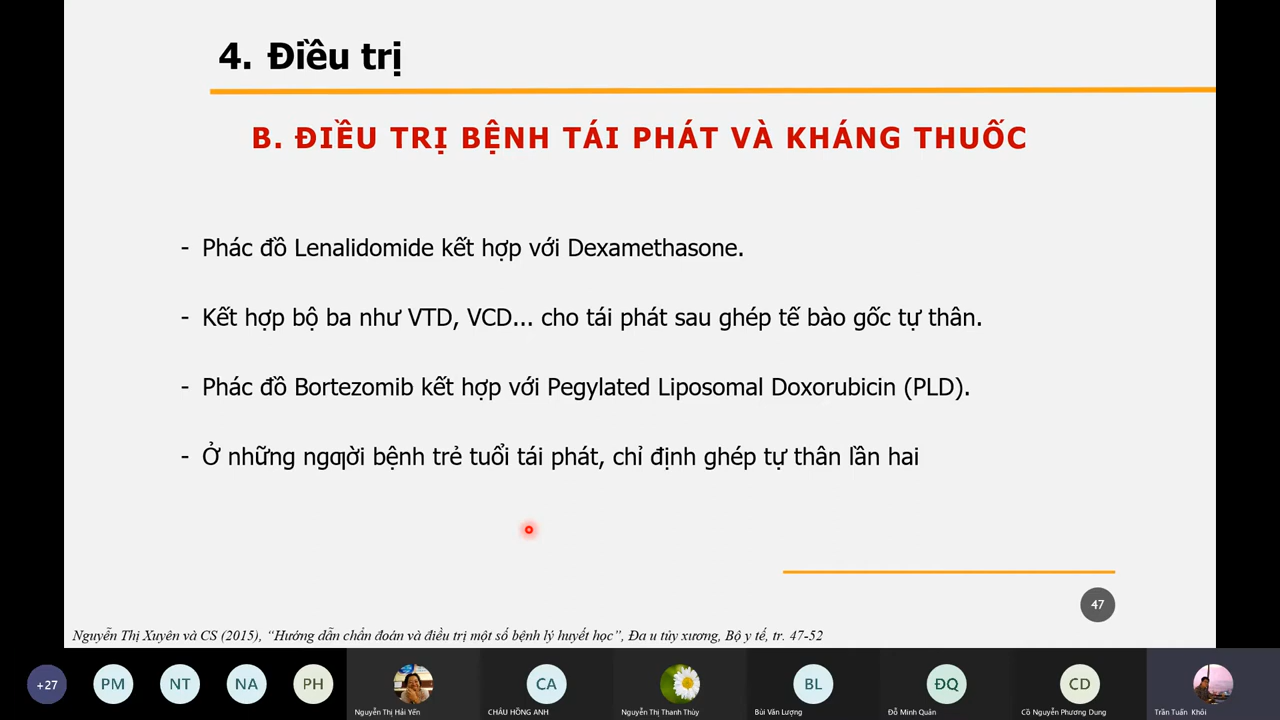 4. Điều trị
B. ĐIỀU TRỊ BỆNH TÁI PHÁT VÀ KHÁNG THUỐC
- Phác đồ Lenalidomide kết hợp với Dexamethasone.
- Kết hợp bộ ba như VTD, VCD... cho tái phát sau ghép tế bào gốc tự thân.
- Phác đồ Bortezomib kết hợp với Pegylated Liposomal Doxorubicin (PLD).
- Ở những ngƣời bệnh trẻ tuổi tái phát, chỉ định ghép tự thân lần hai
47
Nguyễn Thị Xuyên và CS (2015), “Hướng dẫn chẩn đoán và điều trị một số bệnh lý huyết học”, Đa u tủy xương, Bộ y tế, tr. 47-52
+27
PM
NT
NA
PH
CA
BL
ĐQ
CD
Nguyễn Thị Hải Yến
CHÂU HỒNG ANH
Nguyễn Thị Thanh Thủy
Bùi Văn Lượng
Đỗ Minh Quân
Cô Nguyễn Phương Dung
Trần Tuấn Khôi